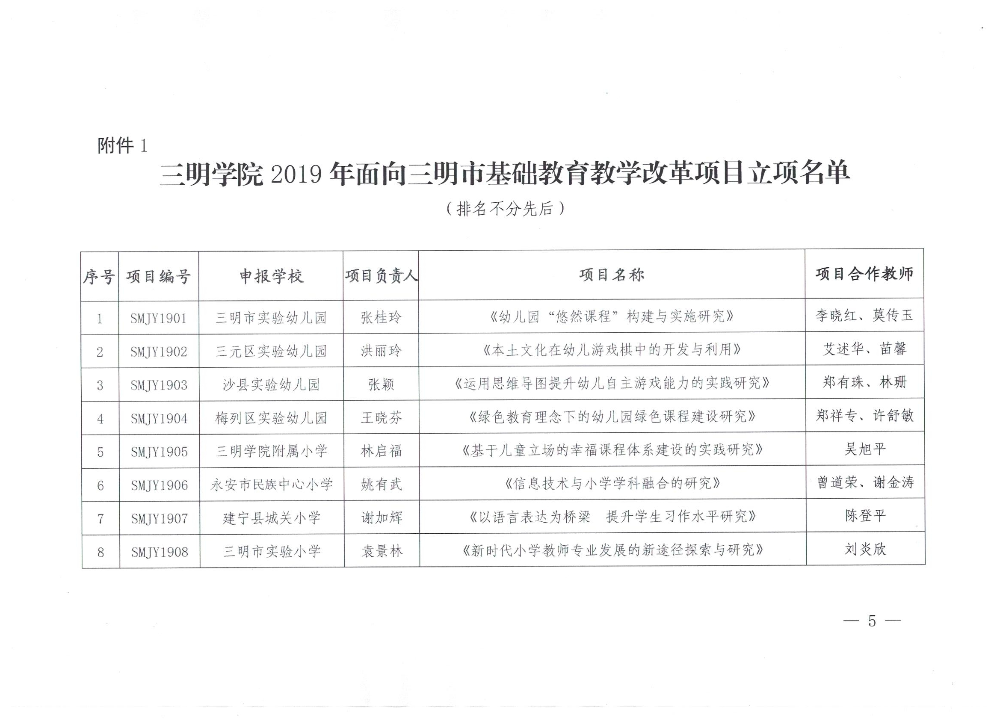 附件 1
三明学院 2019 年面向三明市基础教育教学改革项目立项名单
（排名不分先后）
序号 项目编号 申报学校 项目负责人 项目名称 项目合作教师
1 SMJY1901 三明市实验幼儿园 张桂玲 《幼儿园“悠然课程”构建与实施研究》 李晓红、莫传玉
2 SMJY1902 三元区实验幼儿园 洪丽玲 《本土文化在幼儿游戏棋中的开发与利用》 艾述华、苗馨
3 SMJY1903 沙县实验幼儿园 张颖 《运用思维导图提升幼儿自主游戏能力的实践研究》 郑有珠、林珊
4 SMJY1904 梅列区实验幼儿园 王晓芬 《绿色教育理念下的幼儿园绿色课程建设研究》 郑祥专、许舒敏
5 SMJY1905 三明学院附属小学 林启福 《基于儿童立场的幸福课程体系建设的实践研究》 吴旭平
6 SMJY1906 永安市民族中心小学 姚有武 《信息技术与小学学科融合的研究》 曾道荣、谢金涛
7 SMJY1907 建宁县城关小学 谢加辉 《以语言表达为桥梁　提升学生习作水平研究》 陈登平
8 SMJY1908 三明市实验小学 袁景林 《新时代小学教师专业发展的新途径探索与研究》 刘炎欣
— 5 —